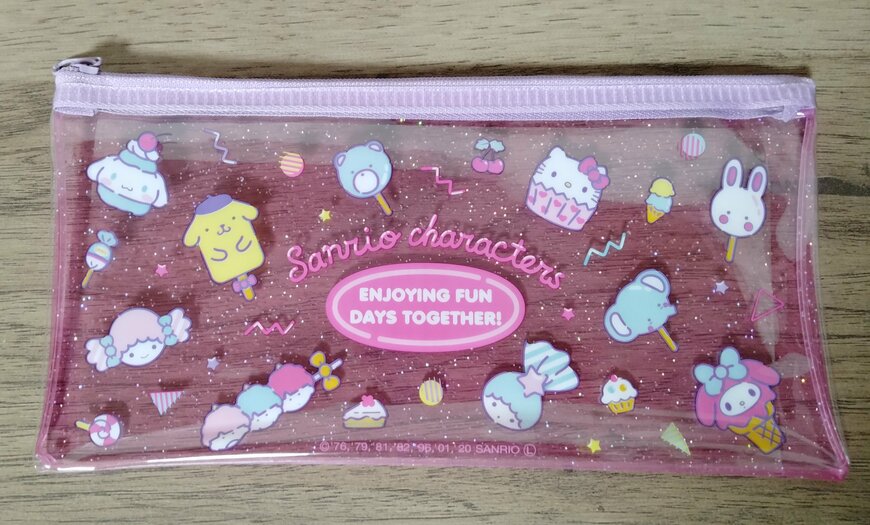 Sanrio characters
ENJOYING FUN
DAYS TOGETHER!
© '76, '79, '81, '82, '96, '01, '20 SANRIO Ⓛ